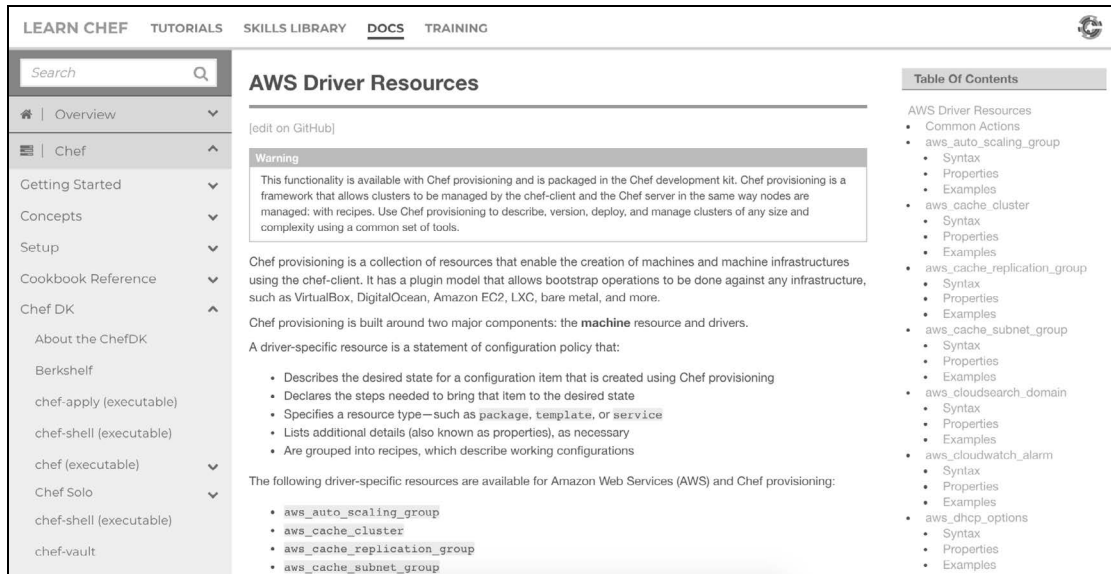 LEARN CHEF TUTORIALS SKILLS LIBRARY DOCS TRAINING
Search
Overview
Chef
Getting Started
Concepts
Setup
Cookbook Reference
Chef DK
About the ChefDK
Berkshelf
chef-apply (executable)
chef-shell (executable)
chef (executable)
Chef Solo
chef-shell (executable)
chef-vault
AWS Driver Resources
[edit on GitHub]
Warning
This functionality is available with Chef provisioning and is packaged in the Chef development kit. Chef provisioning is a
framework that allows clusters to be managed by the chef-client and the Chef server in the same way nodes are
managed: with recipes. Use Chef provisioning to describe, version, deploy, and manage clusters of any size and
complexity using a common set of tools.
Chef provisioning is a collection of resources that enable the creation of machines and machine infrastructures
using the chef-client. It has a plugin model that allows bootstrap operations to be done against any infrastructure,
such as VirtualBox, DigitalOcean, Amazon EC2, LXC, bare metal, and more.
Chef provisioning is built around two major components: the machine resource and drivers.
A driver-specific resource is a statement of configuration policy that:
• Describes the desired state for a configuration item that is created using Chef provisioning
• Declares the steps needed to bring that item to the desired state
• Specifies a resource type—such as package, template, or service
• Lists additional details (also known as properties), as necessary
• Are grouped into recipes, which describe working configurations
The following driver-specific resources are available for Amazon Web Services (AWS) and Chef provisioning:
• aws_auto_scaling_group
• aws_cache_cluster
• aws_cache_replication_group
• aws_cache_subnet_group
Table Of Contents
AWS Driver Resources
• Common Actions
• aws_auto_scaling_group
• Syntax
• Properties
• Examples
• aws_cache_cluster
• Syntax
• Properties
• Examples
• aws_cache_replication_group
• Syntax
• Properties
• Examples
• aws_cache_subnet_group
• Syntax
• Properties
• Examples
• aws_cloudsearch_domain
• Syntax
• Properties
• Examples
• aws_cloudwatch_alarm
• Syntax
• Properties
• Examples
• aws_dhcp_options
• Syntax
• Properties
• Examples